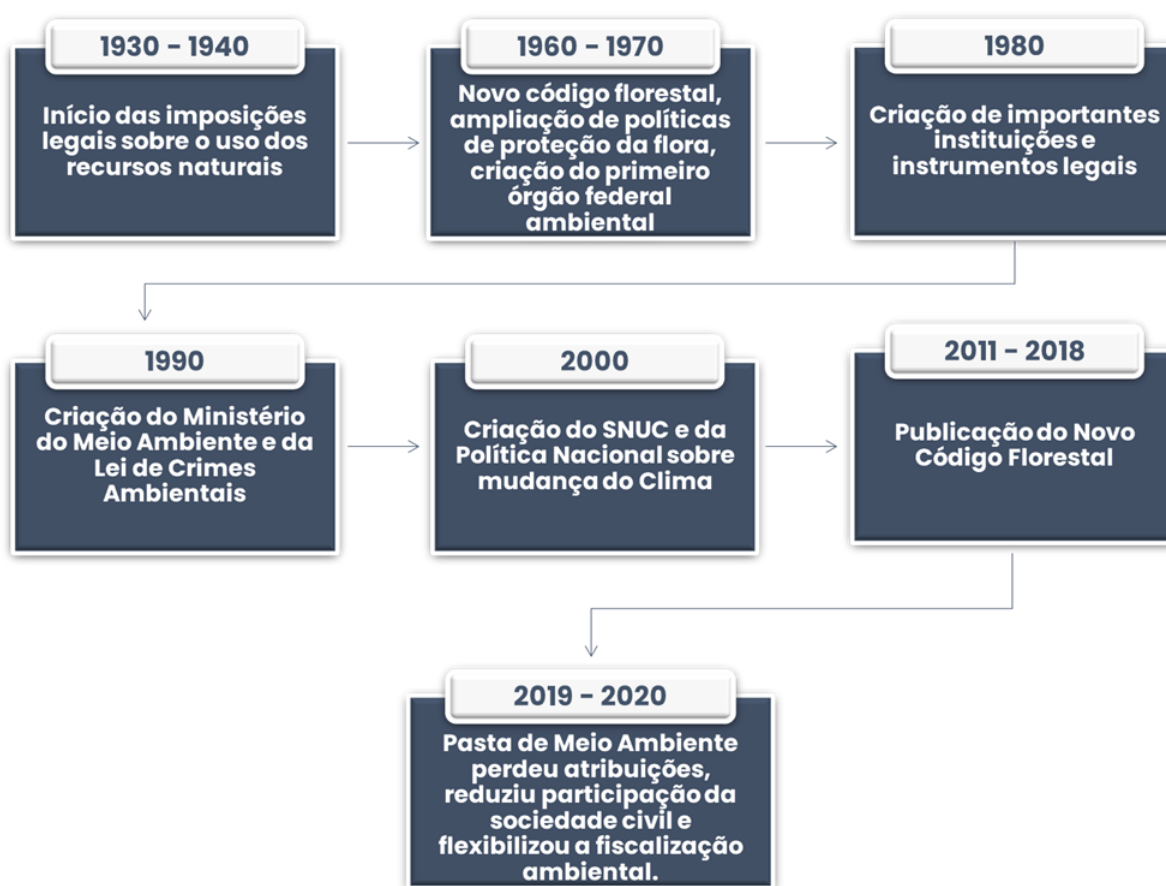 1930 - 1940
Início das imposições
legais sobre o uso dos
recursos naturais
1960 - 1970
Novo código florestal,
ampliação de políticas
de proteção da flora,
criação do primeiro
órgão federal
ambiental
1980
Criação de importantes
instituições e
instrumentos legais
1990
Criação do Ministério
do Meio Ambiente e da
Lei de Crimes
Ambientais
2000
Criação do SNUC e da
Política Nacional sobre
mudança do Clima
2011 - 2018
Publicação do Novo
Código Florestal
2019 - 2020
Pasta de Meio Ambiente
perdeu atribuições,
reduziu participação da
sociedade civil e
flexibilizou a fiscalização
ambiental.